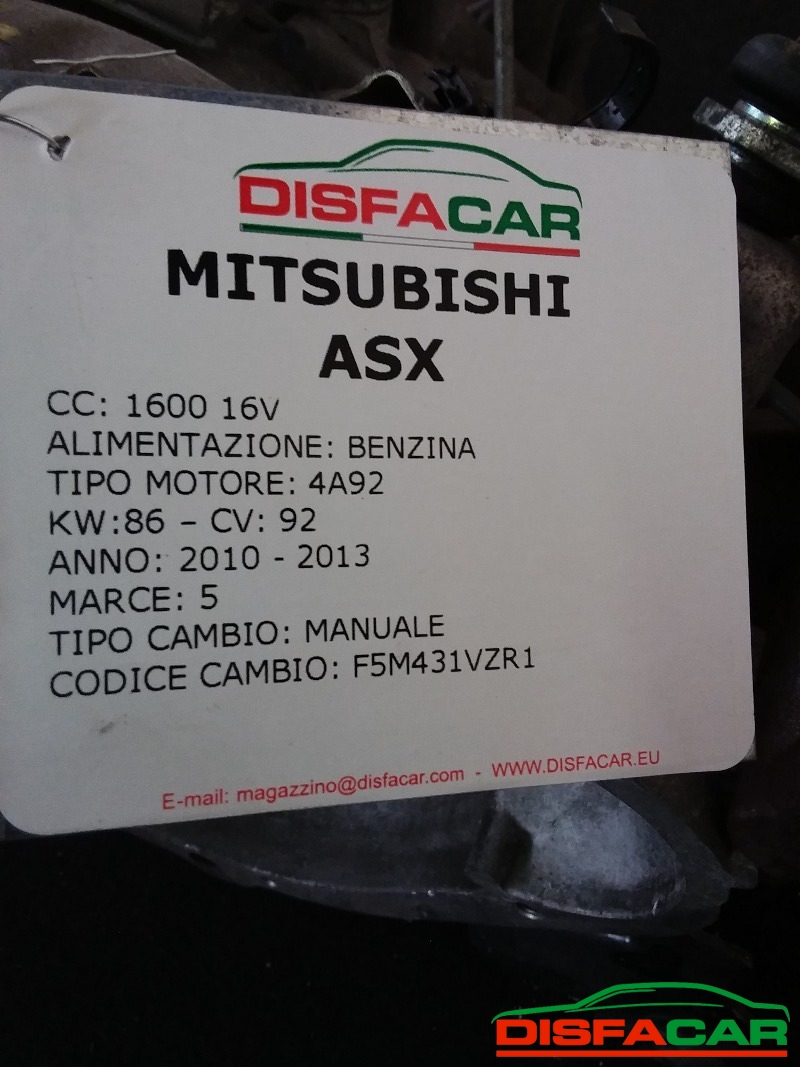 DISFACAR
MITSUBISHI
ASX
CC: 1600 16V
ALIMENTAZIONE: BENZINA
TIPO MOTORE: 4A92
KW:86 – CV: 92
ANNO: 2010 - 2013
MARCE: 5
TIPO CAMBIO: MANUALE
CODICE CAMBIO: F5M431VZR1
E-mail: magazzino@disfacar.com - WWW.DISFACAR.EU
DISFACAR